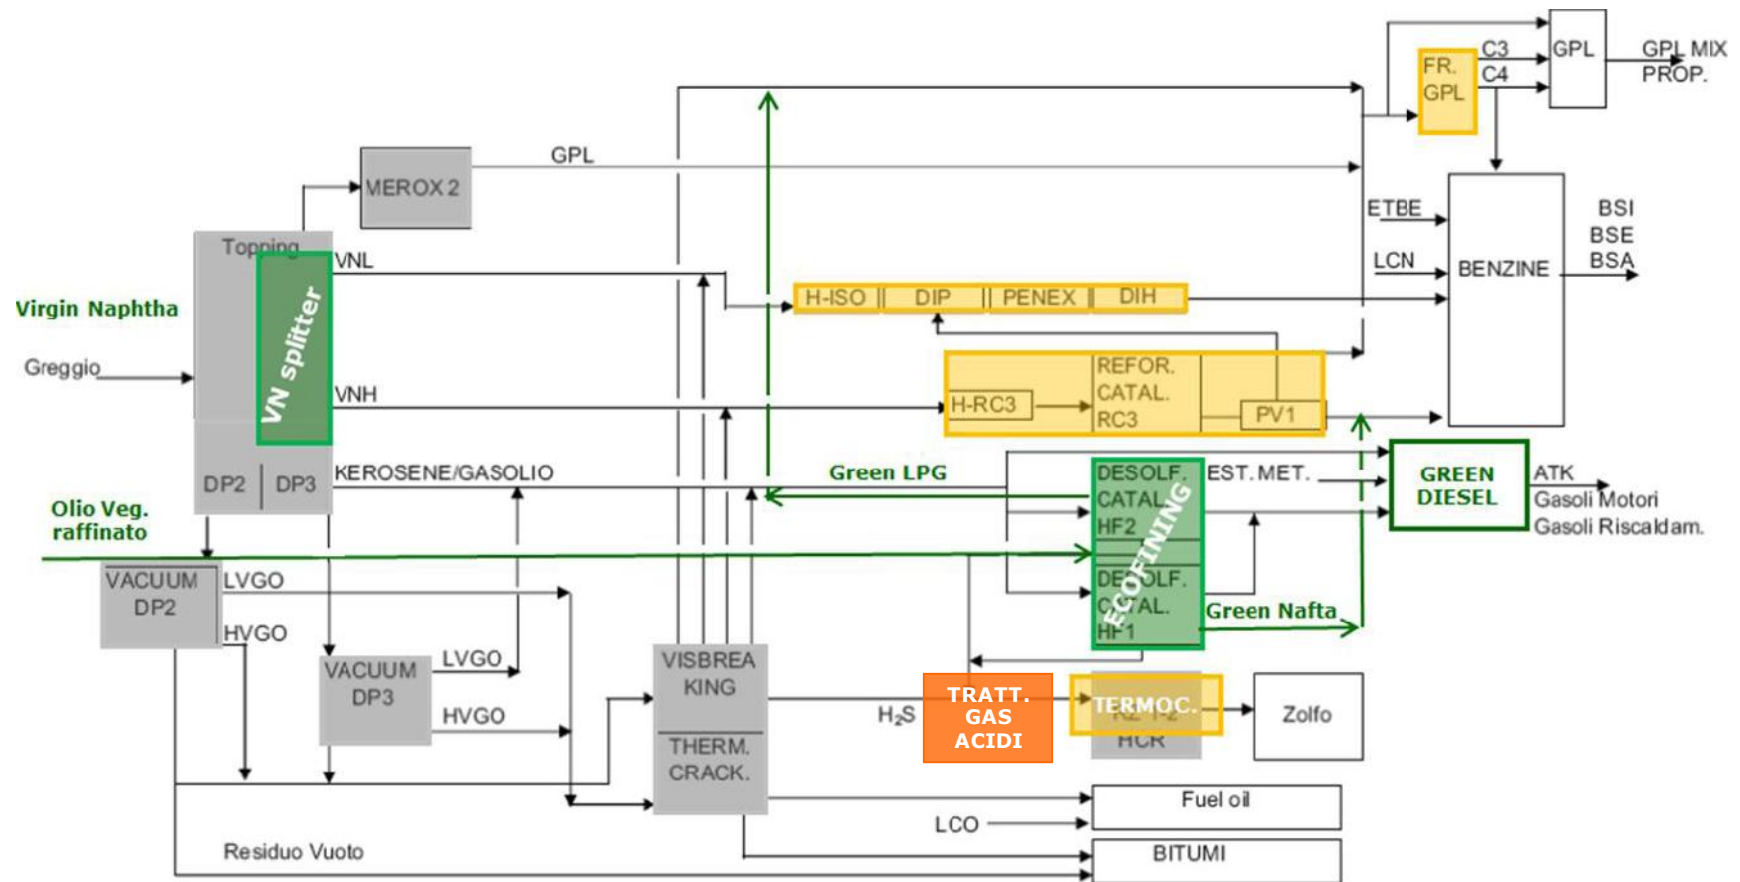 C3
GPL
GPL MIX
FR.
GPL
C4
PROP.
GPL
MEROX 2
ETBE
BSI
BSE
BSA
Topping
VNL
LCN
BENZINE
Virgin Naphtha
VN splitter
H-ISO
DIP
PENEX
DIH
Greggio
REFOR.
CATAL.
RC3
VNH
H-RC3
PV1
KEROSENE/GASOLIO
DP2
DP3
Green LPG
DESOLF.
CATAL.
HF2
EST. MET.
GREEN
DIESEL
ATK
Gasoli Motori
Gasoli Riscaldam.
Olio Veg.
raffinato
ECOFINING
VACUUM
DP2
LVGO
DESOLF.
CATAL.
HF1
Green Nafta
HVGO
VACUUM
DP3
LVGO
HVGO
VISBREA
KING
THERM.
CRACK.
H2S
TRATT.
GAS
ACIDI
TERMOC.
RZ 1-2
HCR
Zolfo
Fuel oil
LCO
Residuo Vuoto
BITUMI